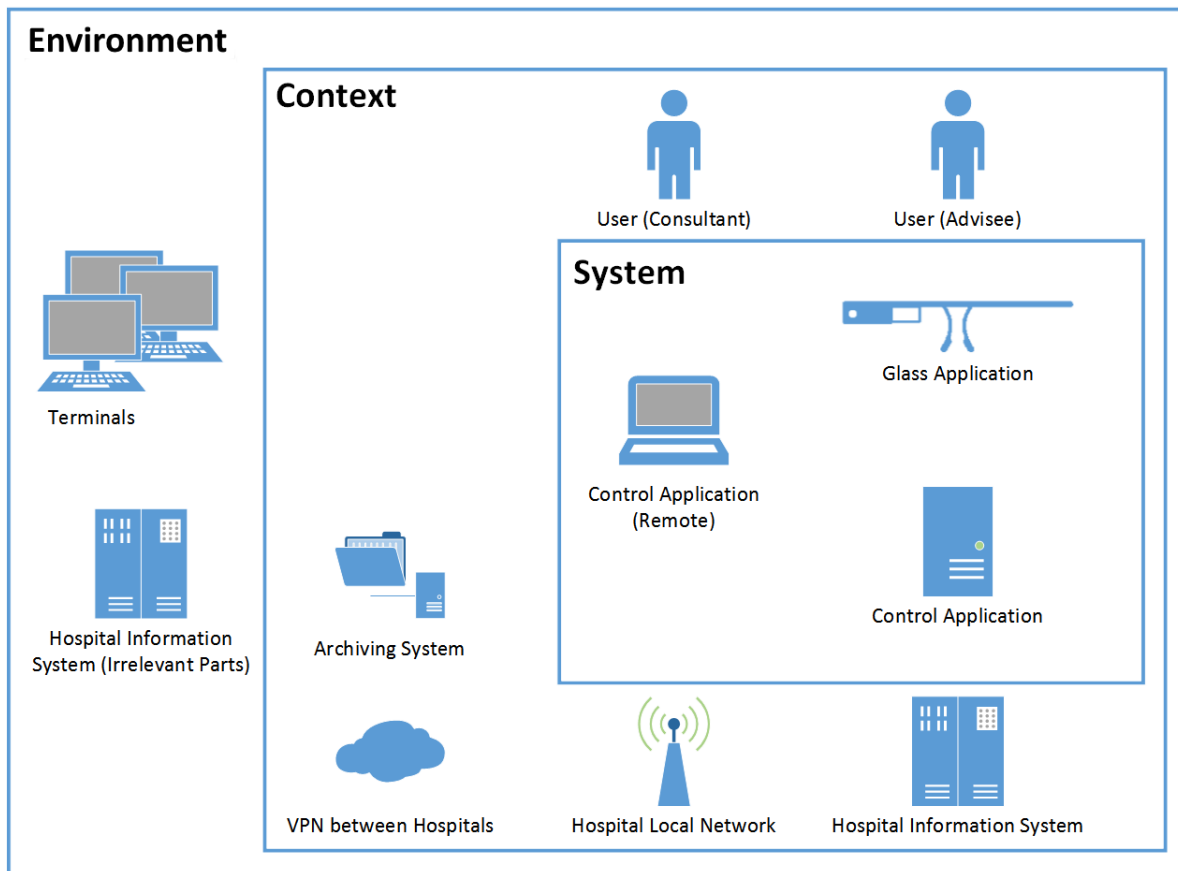 Environment
Context
User (Consultant)
User (Advisee)
System
Glass Application
Terminals
Control Application
(Remote)
Control Application
Hospital Information
System (Irrelevant Parts)
Archiving System
VPN between Hospitals
Hospital Local Network
Hospital Information System